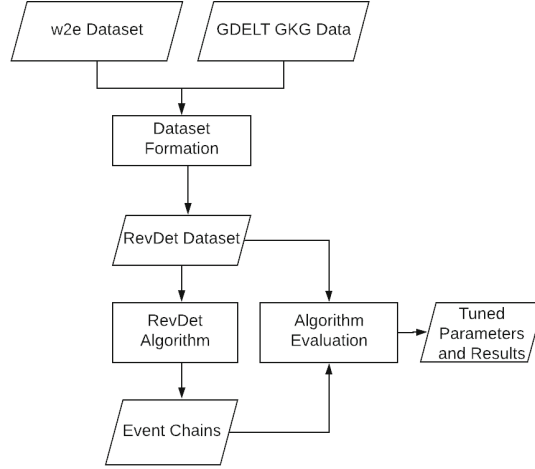 w2e Dataset
GDELT GKG Data
Dataset
Formation
RevDet Dataset
RevDet
Algorithm
Algorithm
Evaluation
Tuned
Parameters
and Results
Event Chains